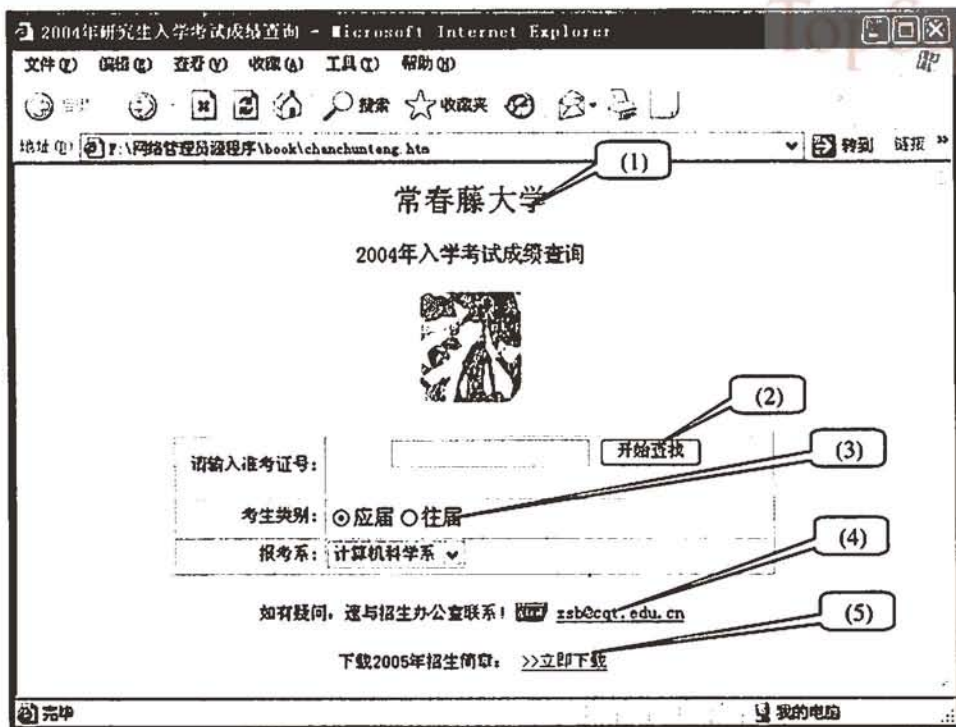 2004年研究生入学考试成绩查询 - Microsoft Internet Explorer
文件(F) 编辑(E) 查看(V) 收藏(A) 工具(T) 帮助(H)
搜索 收藏夹
地址(D) F:\网络管理员源程序\book\chanchunteng.htm 转到 链接 »
(1)
常春藤大学
2004年入学考试成绩查询
(2)
请输入准考证号: 开始查找
(3)
考生类别: 应届 往届
报考系: 计算机科学系
(4)
如有疑问，速与招生办公室联系! zsb@cqt.edu.cn
(5)
下载2005年招生简章: >>立即下载
完毕 我的电脑